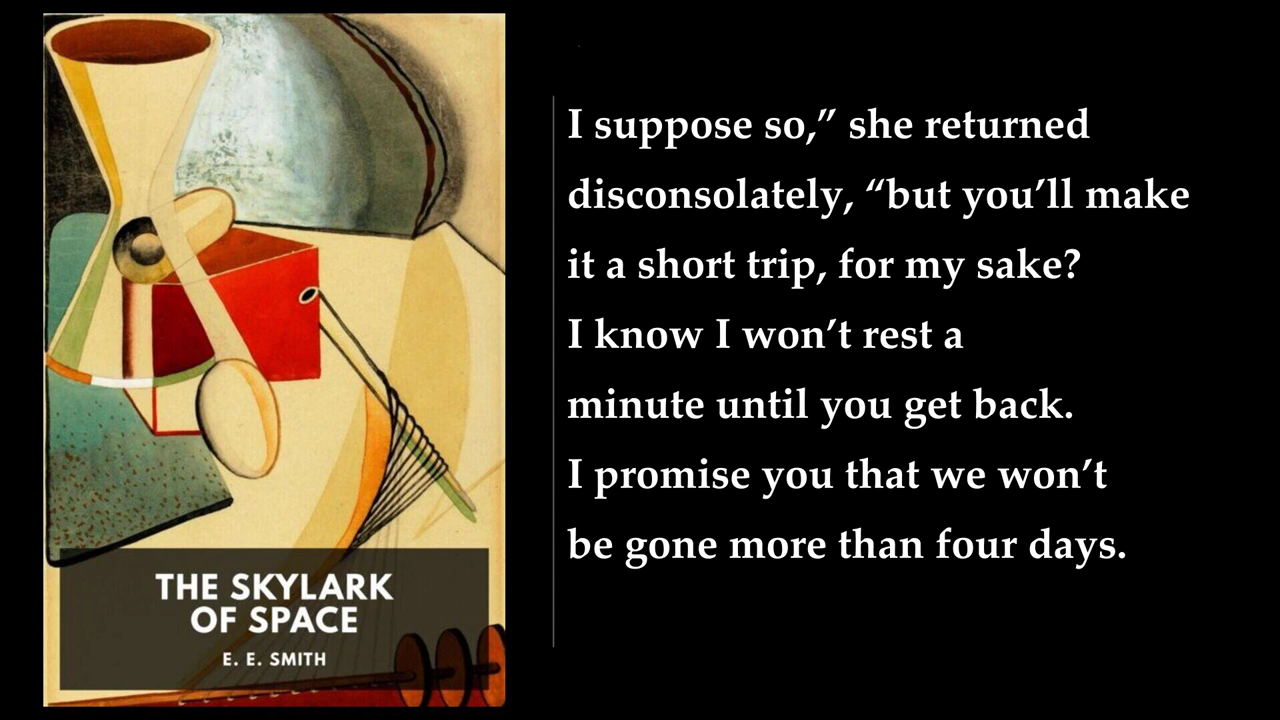 THE SKYLARK
OF SPACE
E. E. SMITH
I suppose so,” she returned
disconsolately, “but you’ll make
it a short trip, for my sake?
I know I won’t rest a
minute until you get back.
I promise you that we won’t
be gone more than four days.